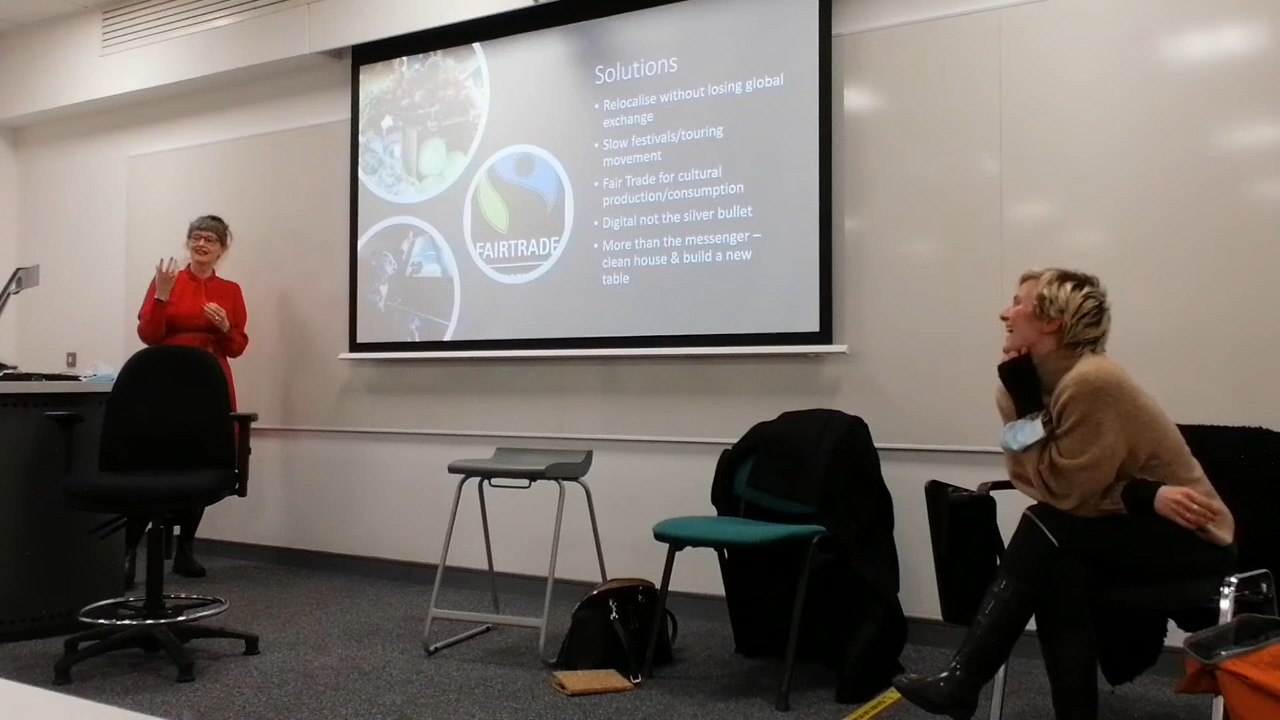 Solutions
• Relocalise without losing global
exchange
• Slow festivals/touring
movement
• Fair Trade for cultural
production/consumption
• Digital not the silver bullet
• More than the messenger –
clean house & build a new
table
FAIRTRADE